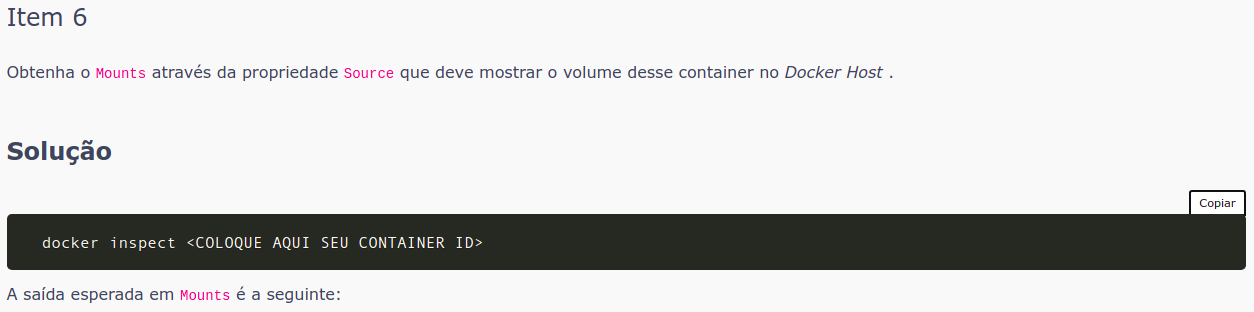 Item 6
Obtenha o Mounts através da propriedade Source que deve mostrar o volume desse container no Docker Host .
Solução
Copiar
docker inspect <COLOQUE AQUI SEU CONTAINER ID>
A saída esperada em Mounts é a seguinte: